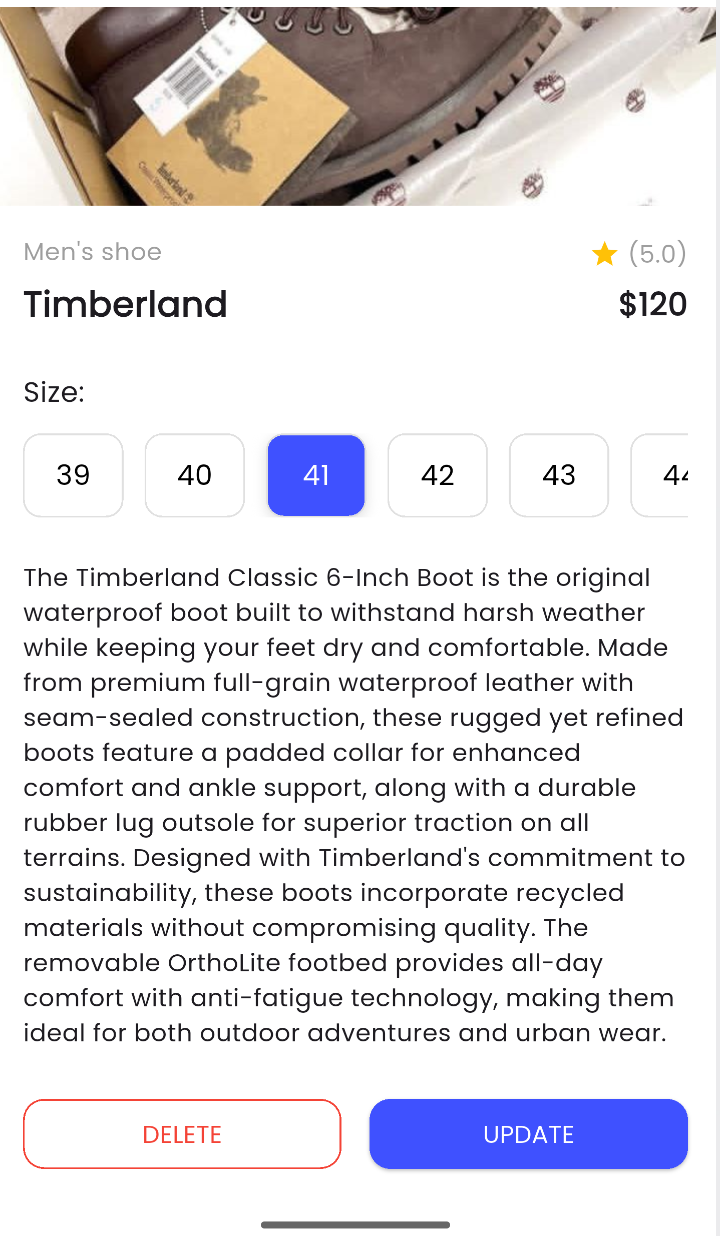 Timberland
Men's shoe
(5.0)
Timberland
$120
Size:
39 40 41 42 43 44
The Timberland Classic 6-Inch Boot is the original
waterproof boot built to withstand harsh weather
while keeping your feet dry and comfortable. Made
from premium full-grain waterproof leather with
seam-sealed construction, these rugged yet refined
boots feature a padded collar for enhanced
comfort and ankle support, along with a durable
rubber lug outsole for superior traction on all
terrains. Designed with Timberland's commitment to
sustainability, these boots incorporate recycled
materials without compromising quality. The
removable OrthoLite footbed provides all-day
comfort with anti-fatigue technology, making them
ideal for both outdoor adventures and urban wear.
DELETE
UPDATE